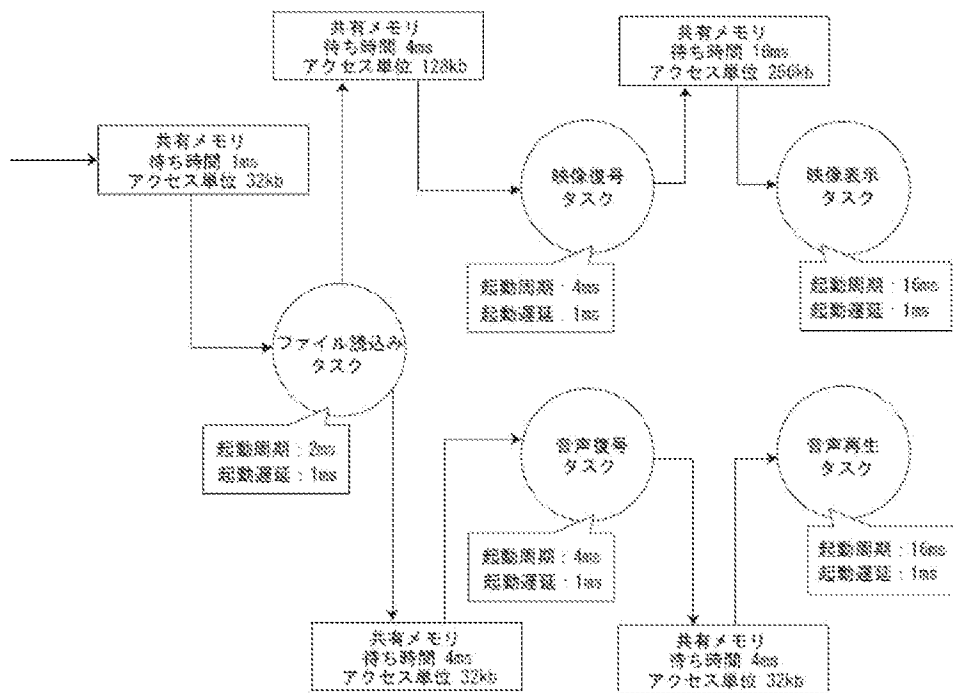 共有メモリ
待ち時間 1ms
アクセス単位 32kb
共有メモリ
待ち時間 4ms
アクセス単位 128kb
共有メモリ
待ち時間 16ms
アクセス単位 256kb
映像復号
タスク
起動周期：4ms
起動遅延：1ms
映像表示
タスク
起動周期：16ms
起動遅延：1ms
ファイル読込み
タスク
起動周期：2ms
起動遅延：1ms
音声復号
タスク
起動周期：4ms
起動遅延：1ms
音声再生
タスク
起動周期：16ms
起動遅延：1ms
共有メモリ
待ち時間 4ms
アクセス単位 32kb
共有メモリ
待ち時間 4ms
アクセス単位 32kb